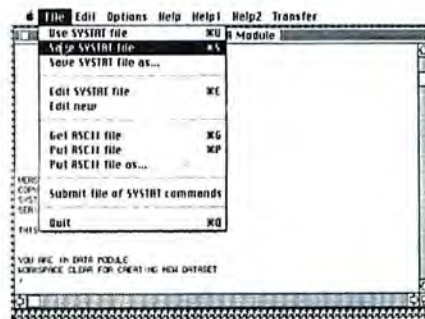 File Edit Options Help Help1 Help2 Transfer
Module
Use SYSTAT file ⌘U
Save SYSTAT file ⌘S
Save SYSTAT file as...
Edit SYSTAT file ⌘E
Edit new
Get ASCII file ⌘G
Put ASCII file ⌘P
Put ASCII file as...
Submit file of SYSTAT commands
Quit ⌘Q
THIS
YOU ARE IN DATA MODULE
WORKSPACE CLEAR FOR CREATING NEW DATASET